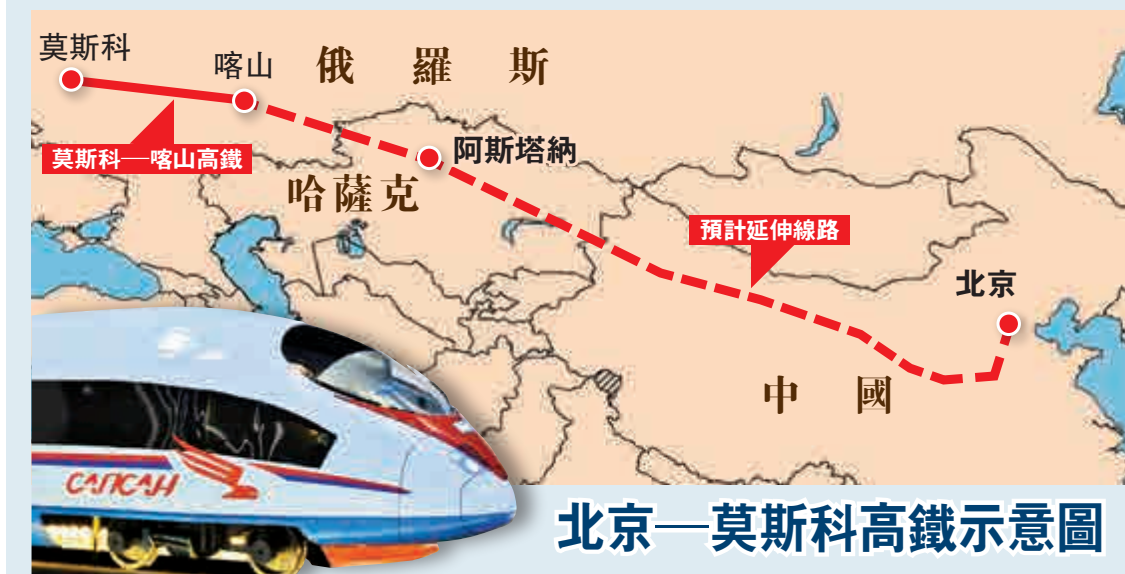 莫斯科
喀山
俄羅斯
莫斯科──喀山高鐵
阿斯塔納
哈薩克
預計延伸線路
北京
中國
САПСАН
北京──莫斯科高鐵示意圖